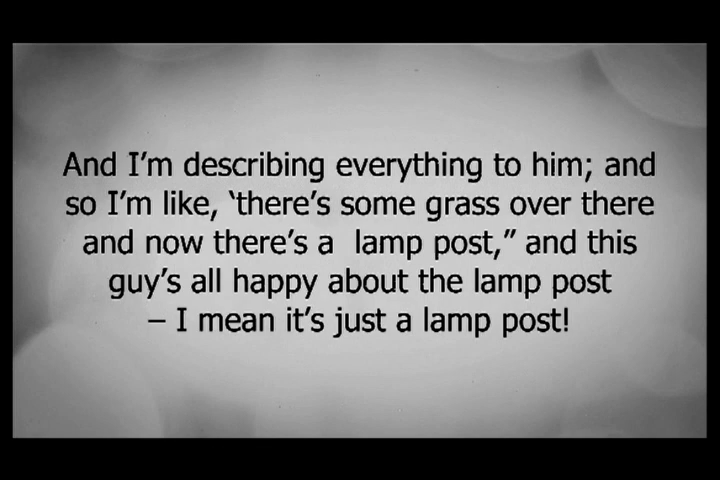 And I'm describing everything to him; and
so I'm like, ‘there's some grass over there
and now there's a  lamp post,” and this
guy's all happy about the lamp post
– I mean it's just a lamp post!